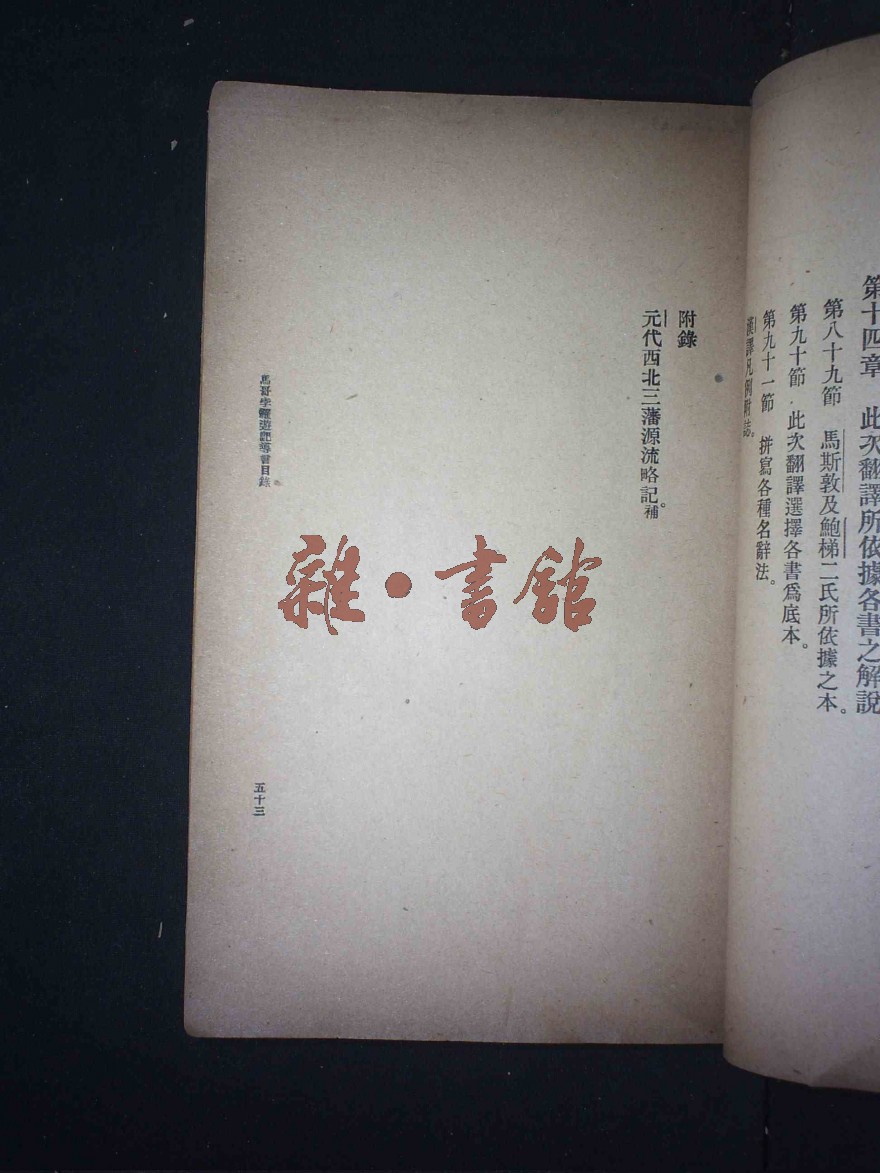 第十四章　此次翻譯所依據各書之解說
第八十九節　馬斯敦及鮑梯二氏所依據之本。
第九十節　此次翻譯選擇各書爲底本。
第九十一節　拼寫各種名辭法。
漢譯凡例附誌。
附錄
元代西北三藩源流略記。補
馬哥孛羅遊記導言目錄
五十三
雜·書館